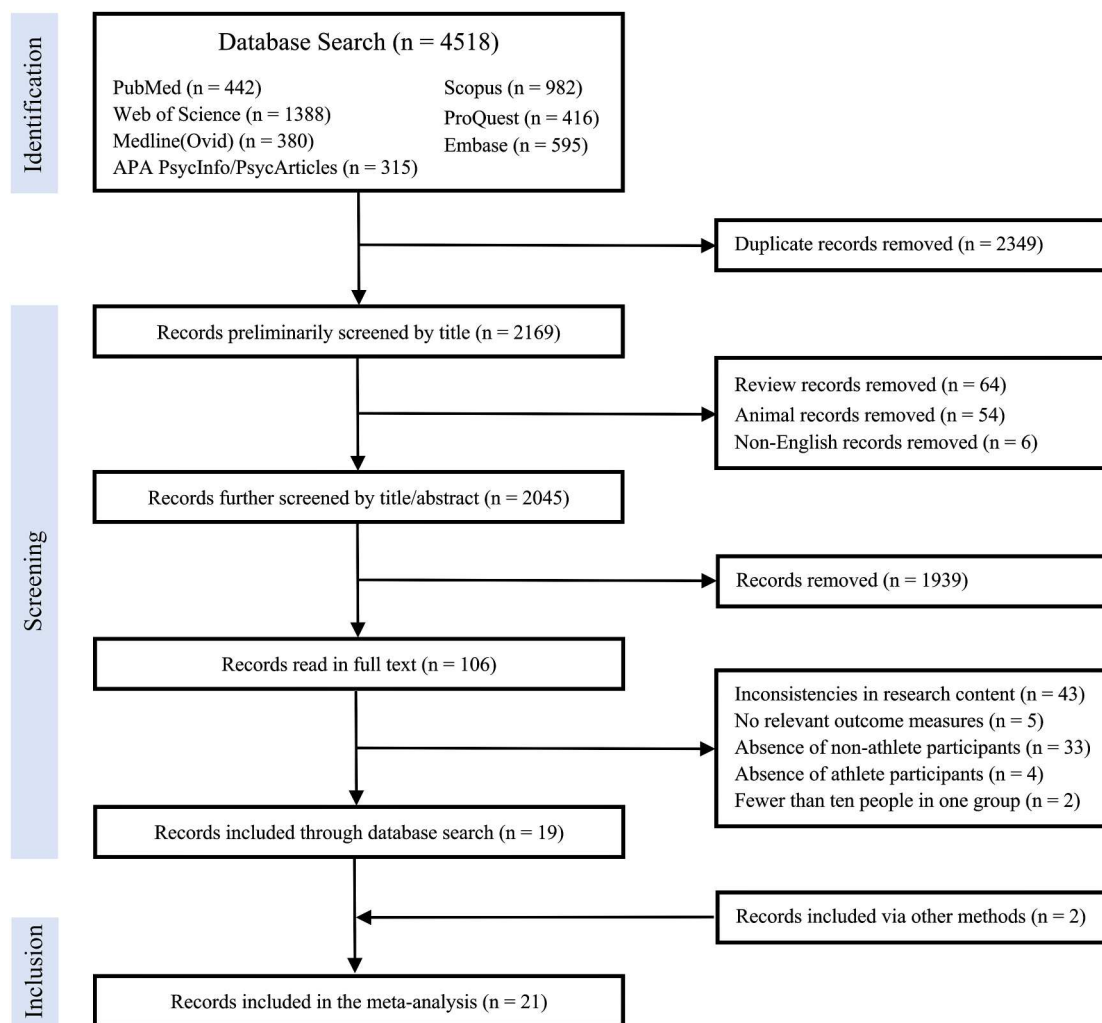 Identification
Database Search (n = 4518)
PubMed (n = 442)
Web of Science (n = 1388)
Medline(Ovid) (n = 380)
APA PsycInfo/PsycArticles (n = 315)
Scopus (n = 982)
ProQuest (n = 416)
Embase (n = 595)
Duplicate records removed (n = 2349)
Screening
Records preliminarily screened by title (n = 2169)
Review records removed (n = 64)
Animal records removed (n = 54)
Non-English records removed (n = 6)
Records further screened by title/abstract (n = 2045)
Records removed (n = 1939)
Records read in full text (n = 106)
Inconsistencies in research content (n = 43)
No relevant outcome measures (n = 5)
Absence of non-athlete participants (n = 33)
Absence of athlete participants (n = 4)
Fewer than ten people in one group (n = 2)
Records included through database search (n = 19)
Inclusion
Records included via other methods (n = 2)
Records included in the meta-analysis (n = 21)